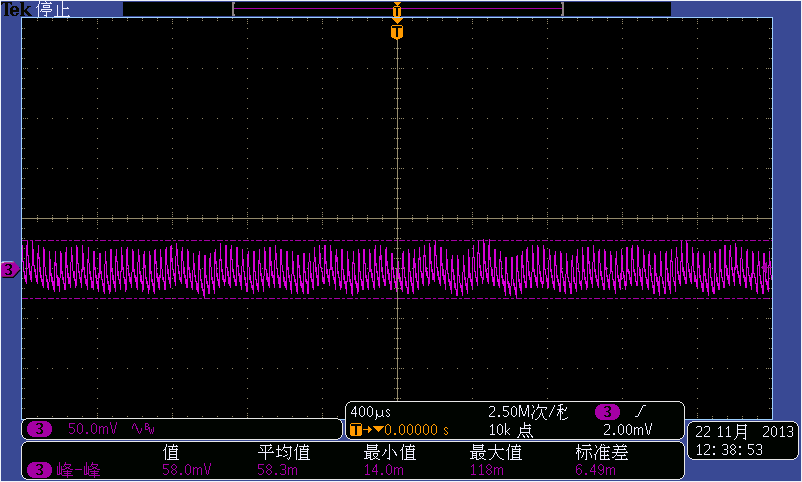 Tek 停止
T
T
3
3 50.0mV
400µs 2.50M次/秒 3
T→▼0.00000 s 10k 点 2.00mV
值 平均值 最小值 最大值 标准差
3 峰-峰 58.0mV 58.3m 14.0m 118m 6.49m
22 11月 2013
12:38:53